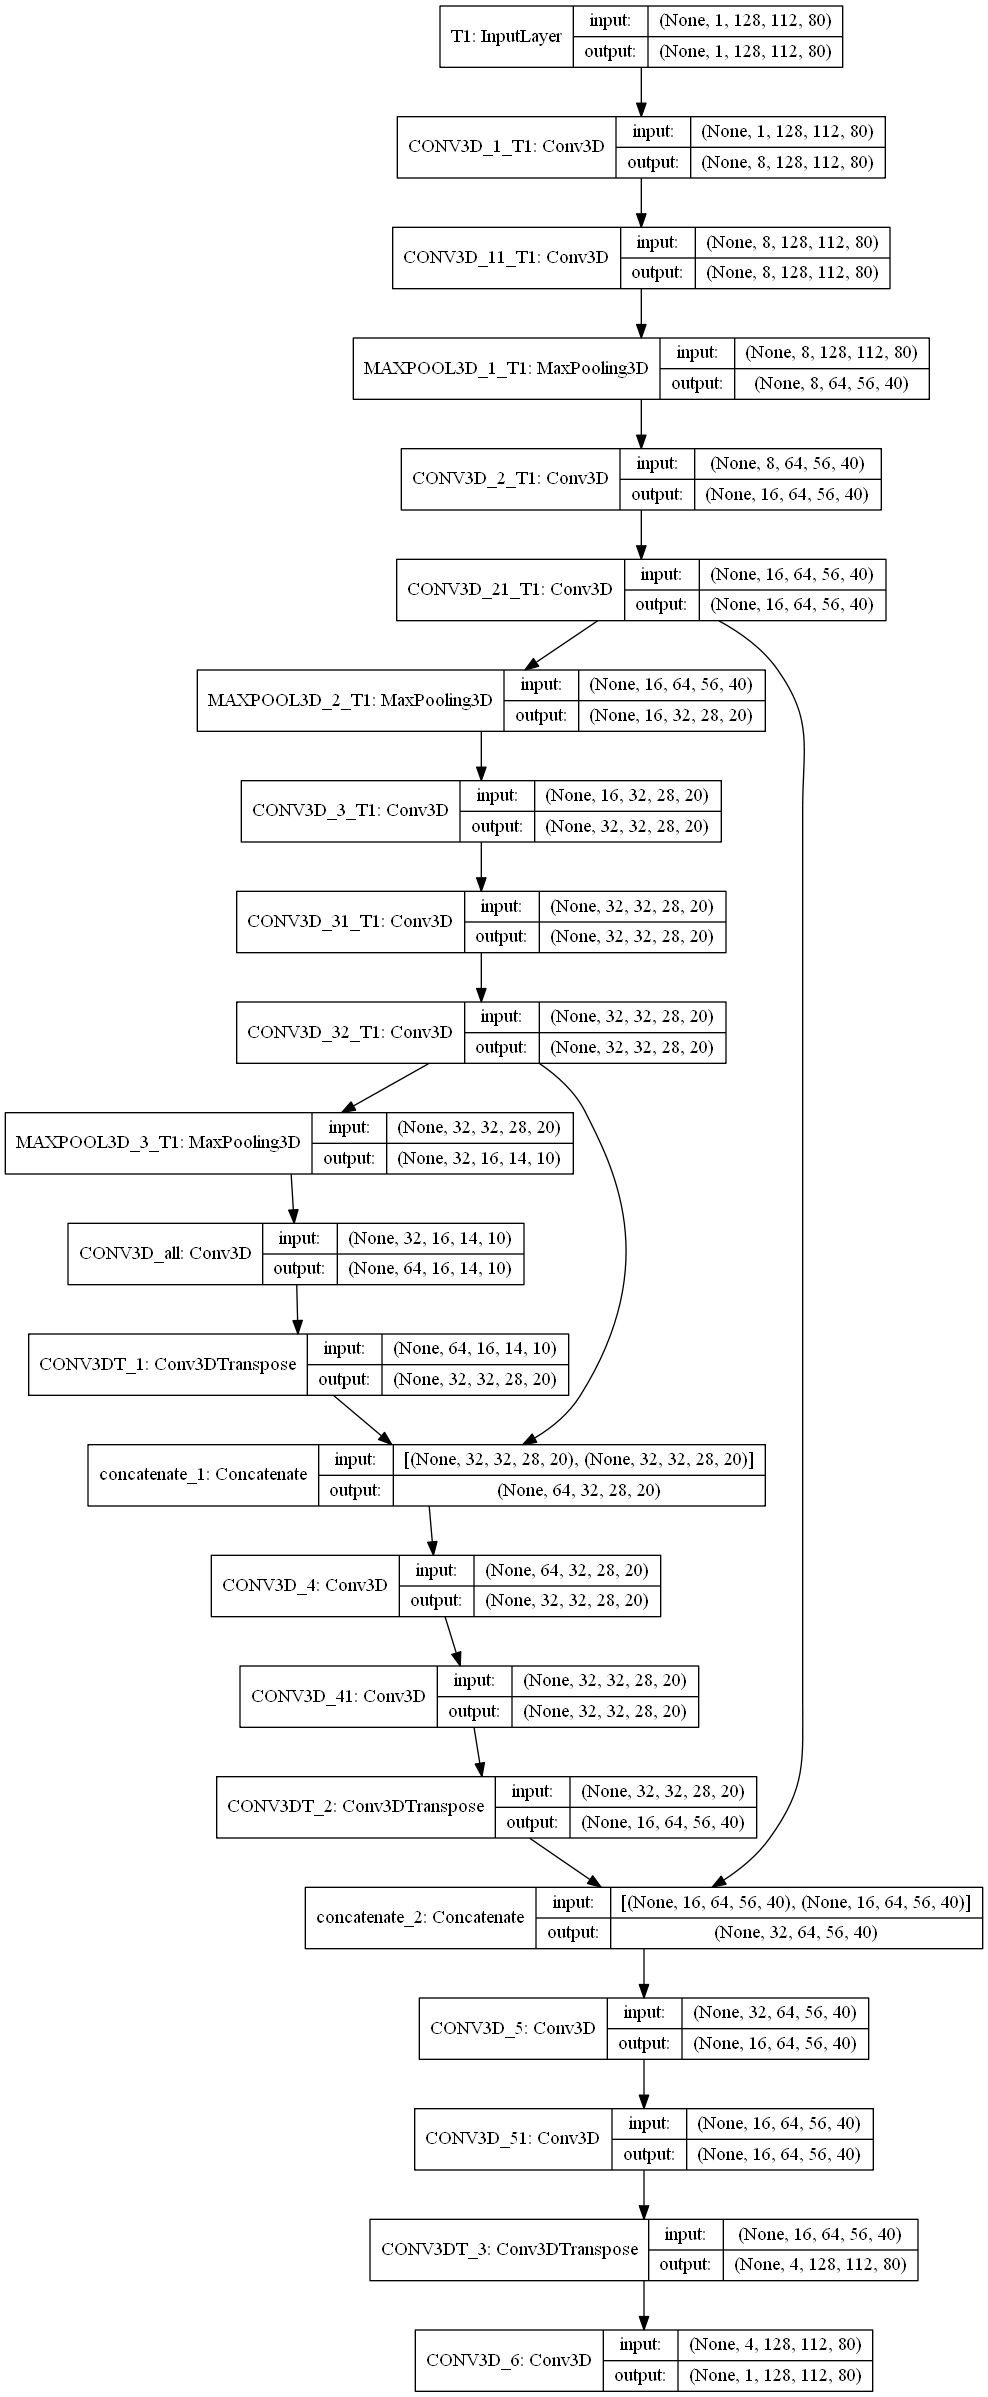 T1: InputLayer
input: (None, 1, 128, 112, 80)
output: (None, 1, 128, 112, 80)
CONV3D_1_T1: Conv3D
input: (None, 1, 128, 112, 80)
output: (None, 8, 128, 112, 80)
CONV3D_11_T1: Conv3D
input: (None, 8, 128, 112, 80)
output: (None, 8, 128, 112, 80)
MAXPOOL3D_1_T1: MaxPooling3D
input: (None, 8, 128, 112, 80)
output: (None, 8, 64, 56, 40)
CONV3D_2_T1: Conv3D
input: (None, 8, 64, 56, 40)
output: (None, 16, 64, 56, 40)
CONV3D_21_T1: Conv3D
input: (None, 16, 64, 56, 40)
output: (None, 16, 64, 56, 40)
MAXPOOL3D_2_T1: MaxPooling3D
input: (None, 16, 64, 56, 40)
output: (None, 16, 32, 28, 20)
CONV3D_3_T1: Conv3D
input: (None, 16, 32, 28, 20)
output: (None, 32, 32, 28, 20)
CONV3D_31_T1: Conv3D
input: (None, 32, 32, 28, 20)
output: (None, 32, 32, 28, 20)
CONV3D_32_T1: Conv3D
input: (None, 32, 32, 28, 20)
output: (None, 32, 32, 28, 20)
MAXPOOL3D_3_T1: MaxPooling3D
input: (None, 32, 32, 28, 20)
output: (None, 32, 16, 14, 10)
CONV3D_all: Conv3D
input: (None, 32, 16, 14, 10)
output: (None, 64, 16, 14, 10)
CONV3DT_1: Conv3DTranspose
input: (None, 64, 16, 14, 10)
output: (None, 32, 32, 28, 20)
concatenate_1: Concatenate
input: [(None, 32, 32, 28, 20), (None, 32, 32, 28, 20)]
output: (None, 64, 32, 28, 20)
CONV3D_4: Conv3D
input: (None, 64, 32, 28, 20)
output: (None, 32, 32, 28, 20)
CONV3D_41: Conv3D
input: (None, 32, 32, 28, 20)
output: (None, 32, 32, 28, 20)
CONV3DT_2: Conv3DTranspose
input: (None, 32, 32, 28, 20)
output: (None, 16, 64, 56, 40)
concatenate_2: Concatenate
input: [(None, 16, 64, 56, 40), (None, 16, 64, 56, 40)]
output: (None, 32, 64, 56, 40)
CONV3D_5: Conv3D
input: (None, 32, 64, 56, 40)
output: (None, 16, 64, 56, 40)
CONV3D_51: Conv3D
input: (None, 16, 64, 56, 40)
output: (None, 16, 64, 56, 40)
CONV3DT_3: Conv3DTranspose
input: (None, 16, 64, 56, 40)
output: (None, 4, 128, 112, 80)
CONV3D_6: Conv3D
input: (None, 4, 128, 112, 80)
output: (None, 1, 128, 112, 80)